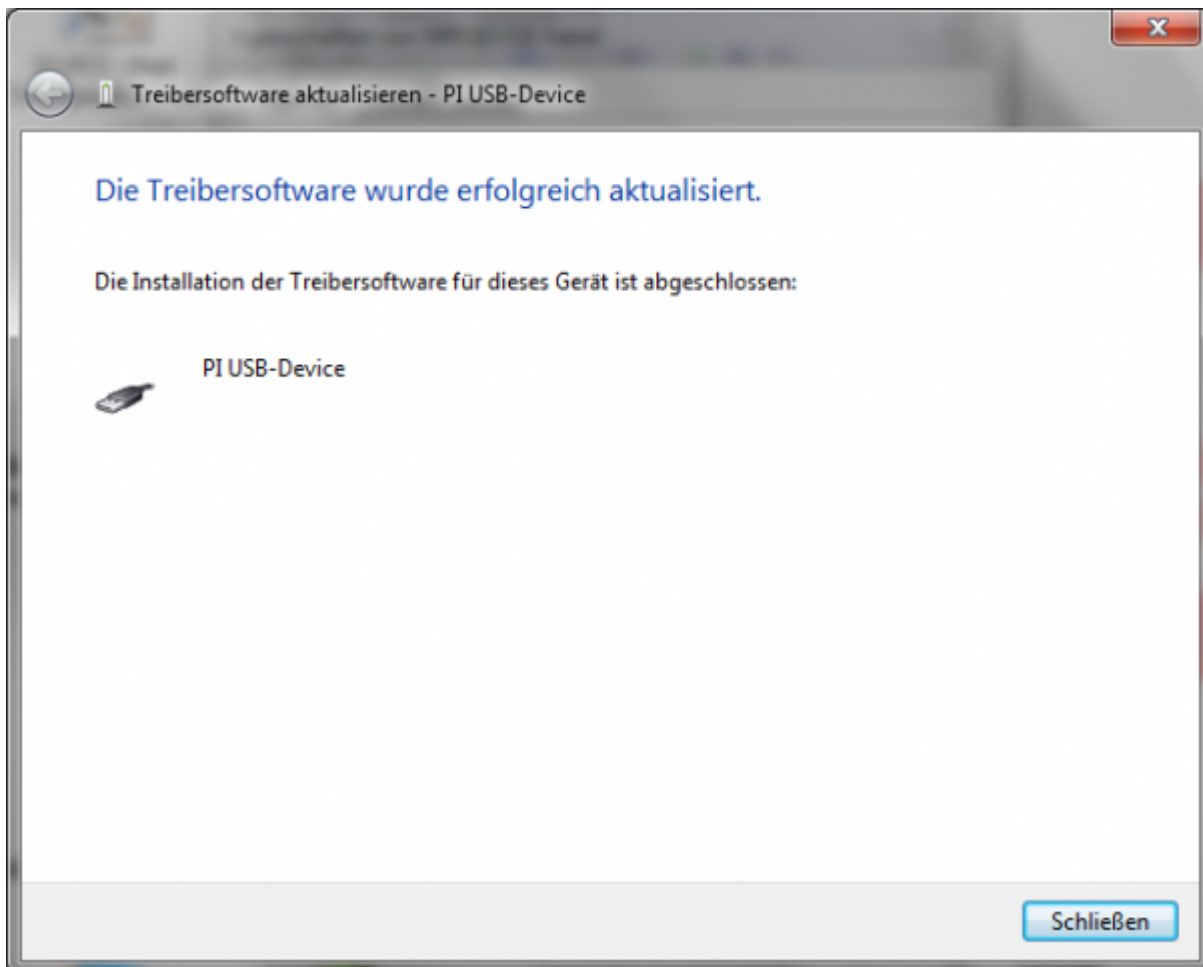 Treibersoftware aktualisieren - PI USB-Device
Die Treibersoftware wurde erfolgreich aktualisiert.
Die Installation der Treibersoftware für dieses Gerät ist abgeschlossen:
PI USB-Device
Schließen